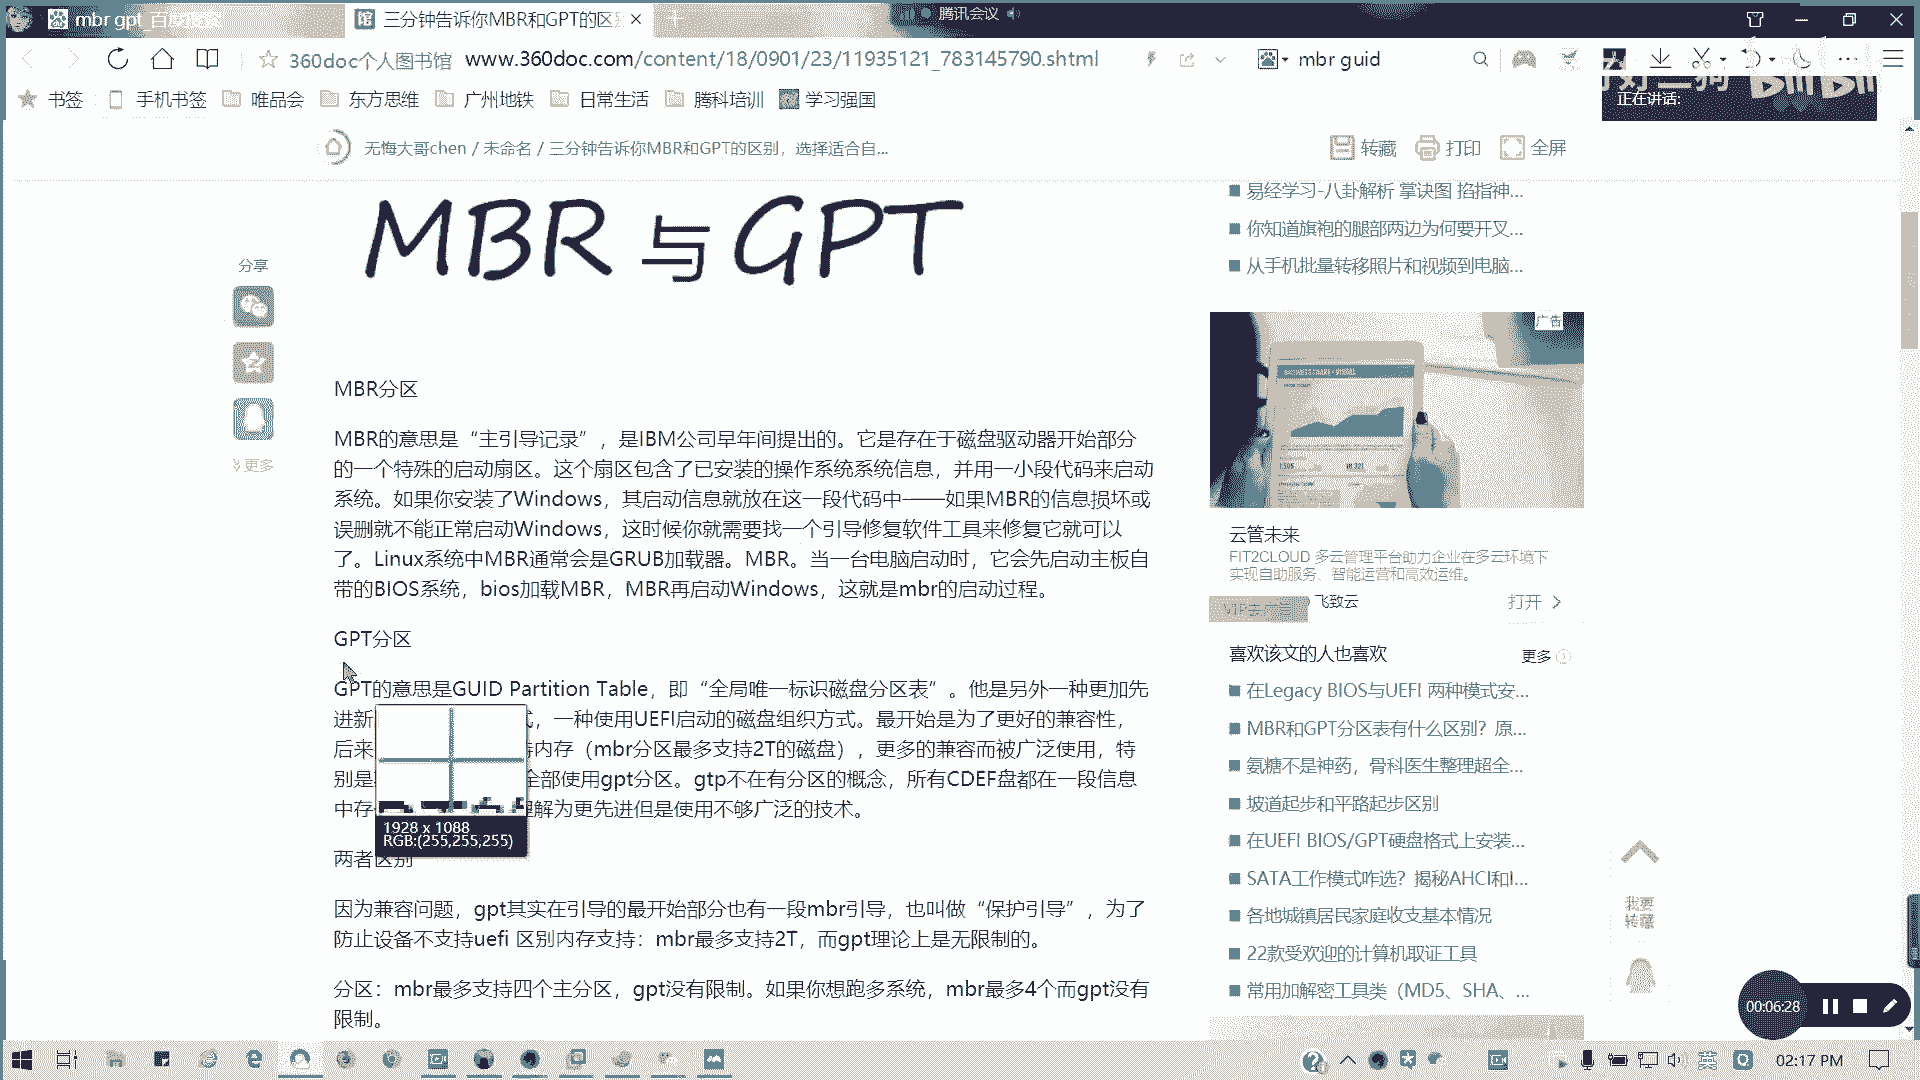 mbr gpt_百度搜索
三分钟告诉你MBR和GPT的区别
腾讯会议
360doc个人图书馆 www.360doc.com/content/18/0901/23/11935121_783145790.shtml
mbr guid
书签 手机书签 唯品会 东方思维 广州地铁 日常生活 腾科培训 学习强国
正在讲话:
无悔大哥chen / 未命名 / 三分钟告诉你MBR和GPT的区别，选择适合自...
转藏 打印 全屏
MBR与GPT
分享
更多
MBR分区
MBR的意思是“主引导记录”，是IBM公司早年间提出的。它是存在于磁盘驱动器开始部分
的一个特殊的启动扇区。这个扇区包含了已安装的操作系统系统信息，并用一小段代码来启动
系统。如果你安装了Windows，其启动信息就放在这一段代码中——如果MBR的信息损坏或
误删就不能正常启动Windows，这时候你就需要找一个引导修复软件工具来修复它就可以
了。Linux系统中MBR通常会是GRUB加载器。MBR。当一台电脑启动时，它会先启动主板自
带的BIOS系统，bios加载MBR，MBR再启动Windows，这就是mbr的启动过程。
GPT分区
GPT的意思是GUID Partition Table，即“全局唯一标识磁盘分区表”。他是另外一种更加先
进新 ，一种使用UEFI启动的磁盘组织方式。最开始是为了更好的兼容性，
后来 内存（mbr分区最多支持2T的磁盘），更多的兼容而被广泛使用，特
别是 全部使用gpt分区。gtp不在有分区的概念，所有CDEF盘都在一段信息
中存 解为更先进但是使用不够广泛的技术。
1928 x 1088
RGB:(255,255,255)
两者区别
因为兼容问题，gpt其实在引导的最开始部分也有一段mbr引导，也叫做“保护引导”，为了
防止设备不支持uefi 区别内存支持：mbr最多支持2T，而gpt理论上是无限制的。
分区：mbr最多支持四个主分区，gpt没有限制。如果你想跑多系统，mbr最多4个而gpt没有
限制。
易经学习-八卦解析 掌诀图 掐指神...
你知道旗袍的腿部两边为何要开叉...
从手机批量转移照片和视频到电脑...
广告
云管未来
FIT2CLOUD 多云管理平台助力企业在多云环境下
实现自助服务、智能运营和高效运维。
飞致云
打开
喜欢该文的人也喜欢 更多
在Legacy BIOS与UEFI 两种模式安...
MBR和GPT分区表有什么区别？原...
氨糖不是神药，骨科医生整理超全...
坡道起步和平路起步区别
在UEFI BIOS/GPT硬盘格式上安装...
SATA工作模式咋选？揭秘AHCI和I...
各地城镇居民家庭收支基本情况
22款受欢迎的计算机取证工具
常用加解密工具类（MD5、SHA、...
我要
转藏
00:06:28
英
02:17 PM